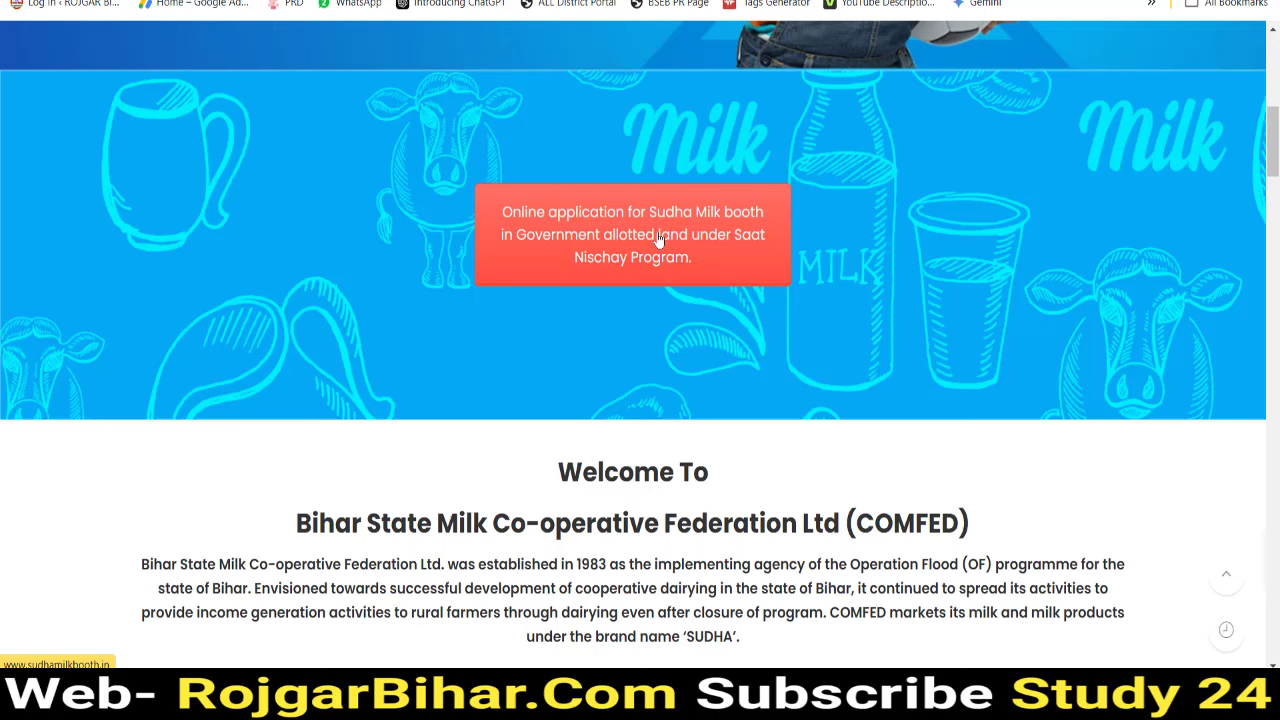 Log In ‹ ROJGAR Bi... Home – Google Ad... PRD WhatsApp Introducing ChatGPT ALL District Portal BSEB PR Page Tags Generator YouTube Descriptio... Gemini » All Bookmarks
Milk
Milk
Online application for Sudha Milk booth
in Government allotted land under Saat
Nischay Program.
MILK
Welcome To
Bihar State Milk Co-operative Federation Ltd (COMFED)
Bihar State Milk Co-operative Federation Ltd. was established in 1983 as the implementing agency of the Operation Flood (OF) programme for the
state of Bihar. Envisioned towards successful development of cooperative dairying in the state of Bihar, it continued to spread its activities to
provide income generation activities to rural farmers through dairying even after closure of program. COMFED markets its milk and milk products
under the brand name ‘SUDHA’.
www.sudhamilkbooth.in
Web- RojgarBihar.Com Subscribe Study 24